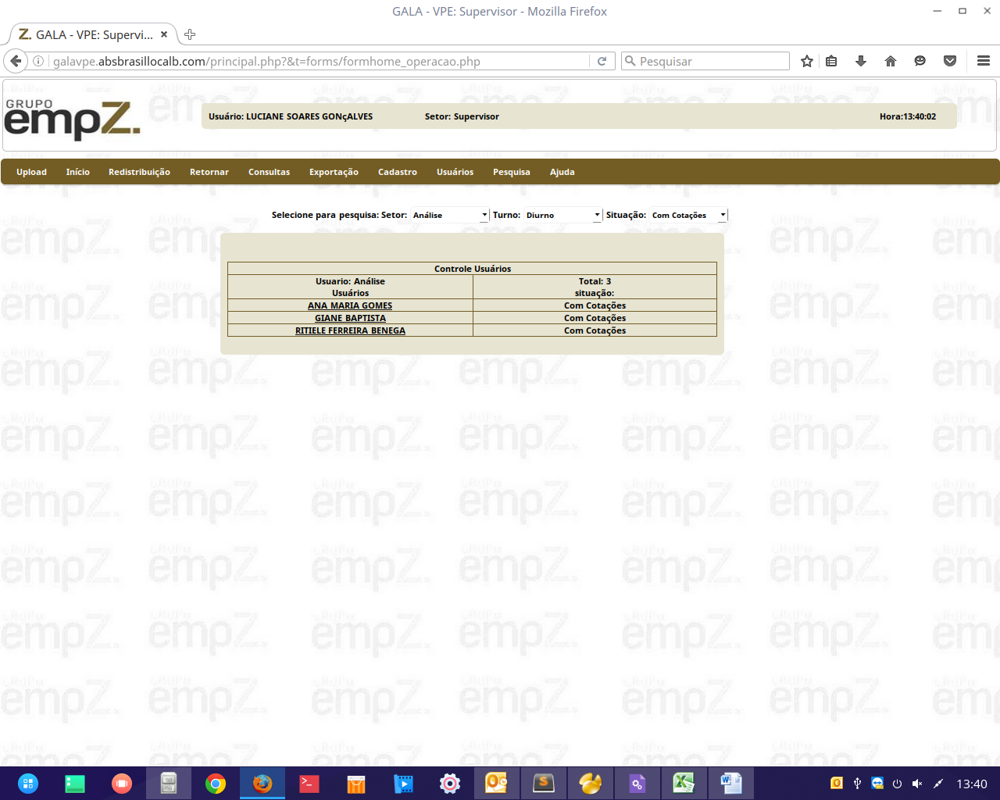 GALA - VPE: Supervisor - Mozilla Firefox
Z. GALA - VPE: Supervi...
galavpe.absbrasillocalb.com/principal.php?&t=forms/formhome_operacao.php
Pesquisar
GRUPO
empZ.
Usuário: LUCIANE SOARES GONçALVES Setor: Supervisor Hora:13:40:02
Upload Início Redistribuição Retornar Consultas Exportação Cadastro Usuários Pesquisa Ajuda
Selecione para pesquisa: Setor: Análise Turno: Diurno Situação: Com Cotações
Controle Usuários
Usuario: Análise Total: 3
Usuários situação:
ANA MARIA GOMES Com Cotações
GIANE BAPTISTA Com Cotações
RITIELE FERREIRA BENEGA Com Cotações
13:40